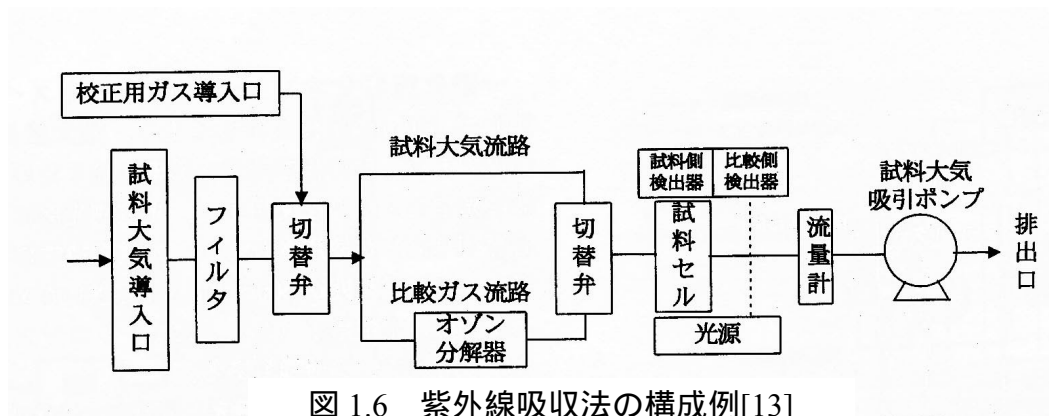 校正用ガス導入口
試料大気導入口
フィルタ
切替弁
試料大気流路
比較ガス流路
オゾン
分解器
切替弁
試料側
検出器
比較側
検出器
試料セル
光源
流量計
試料大気
吸引ポンプ
排出口
図 1.6 紫外線吸収法の構成例[13]